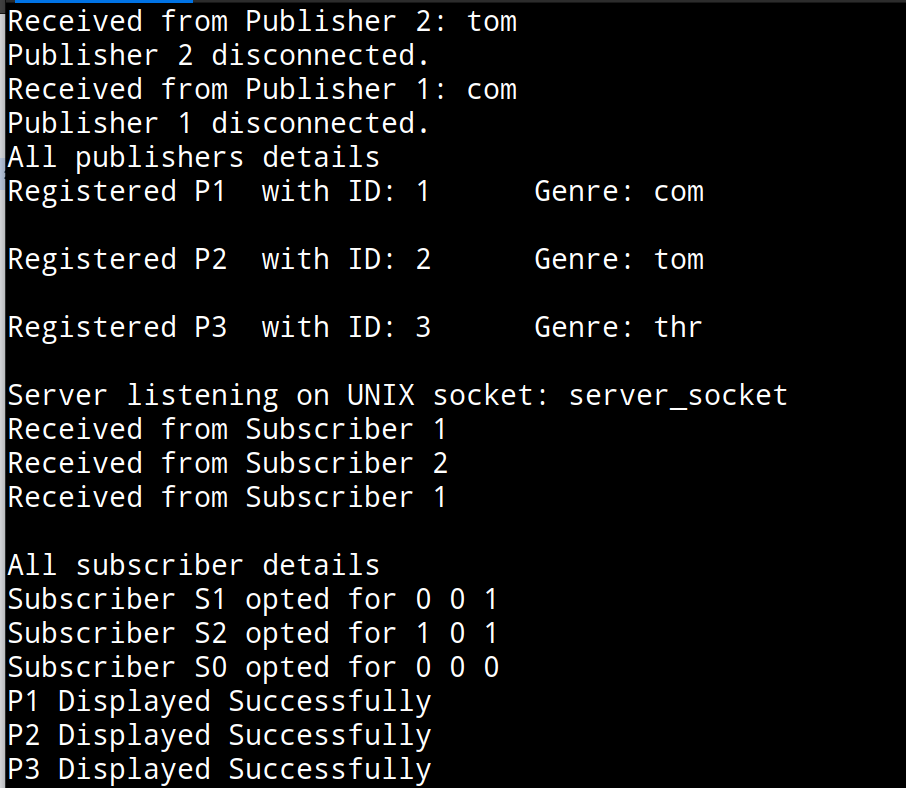 Received from Publisher 2: tom
Publisher 2 disconnected.
Received from Publisher 1: com
Publisher 1 disconnected.
All publishers details
Registered P1  with ID: 1      Genre: com
Registered P2  with ID: 2      Genre: tom
Registered P3  with ID: 3      Genre: thr
Server listening on UNIX socket: server_socket
Received from Subscriber 1
Received from Subscriber 2
Received from Subscriber 1
All subscriber details
Subscriber S1 opted for 0 0 1
Subscriber S2 opted for 1 0 1
Subscriber S0 opted for 0 0 0
P1 Displayed Successfully
P2 Displayed Successfully
P3 Displayed Successfully